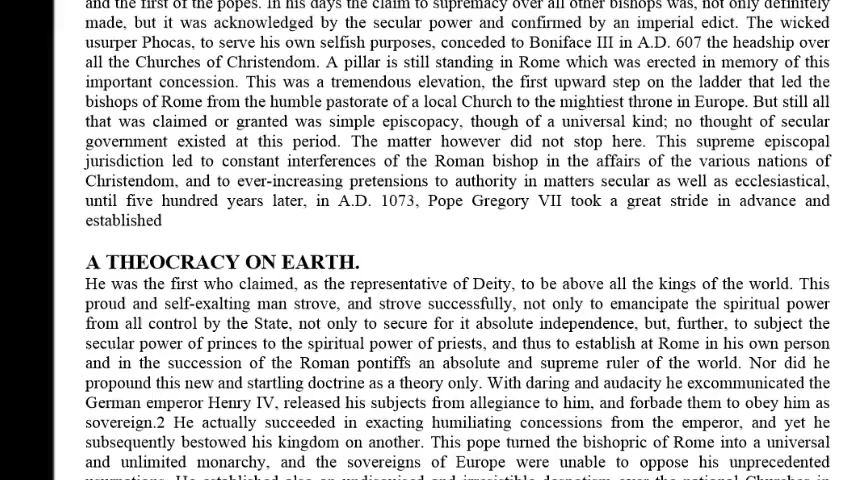 and the first of the popes. In his days the claim to supremacy over all other bishops was, not only definitely
made, but it was acknowledged by the secular power and confirmed by an imperial edict. The wicked
usurper Phocas, to serve his own selfish purposes, conceded to Boniface III in A.D. 607 the headship over
all the Churches of Christendom. A pillar is still standing in Rome which was erected in memory of this
important concession. This was a tremendous elevation, the first upward step on the ladder that led the
bishops of Rome from the humble pastorate of a local Church to the mightiest throne in Europe. But still all
that was claimed or granted was simple episcopacy, though of a universal kind; no thought of secular
government existed at this period. The matter however did not stop here. This supreme episcopal
jurisdiction led to constant interferences of the Roman bishop in the affairs of the various nations of
Christendom, and to ever-increasing pretensions to authority in matters secular as well as ecclesiastical,
until five hundred years later, in A.D. 1073, Pope Gregory VII took a great stride in advance and
established
A THEOCRACY ON EARTH.
He was the first who claimed, as the representative of Deity, to be above all the kings of the world. This
proud and self-exalting man strove, and strove successfully, not only to emancipate the spiritual power
from all control by the State, not only to secure for it absolute independence, but, further, to subject the
secular power of princes to the spiritual power of priests, and thus to establish at Rome in his own person
and in the succession of the Roman pontiffs an absolute and supreme ruler of the world. Nor did he
propound this new and startling doctrine as a theory only. With daring and audacity he excommunicated the
German emperor Henry IV, released his subjects from allegiance to him, and forbade them to obey him as
sovereign.2 He actually succeeded in exacting humiliating concessions from the emperor, and yet he
subsequently bestowed his kingdom on another. This pope turned the bishopric of Rome into a universal
and unlimited monarchy, and the sovereigns of Europe were unable to oppose his unprecedented
He established also an undisguised and irresistible despotism over the national Churches in